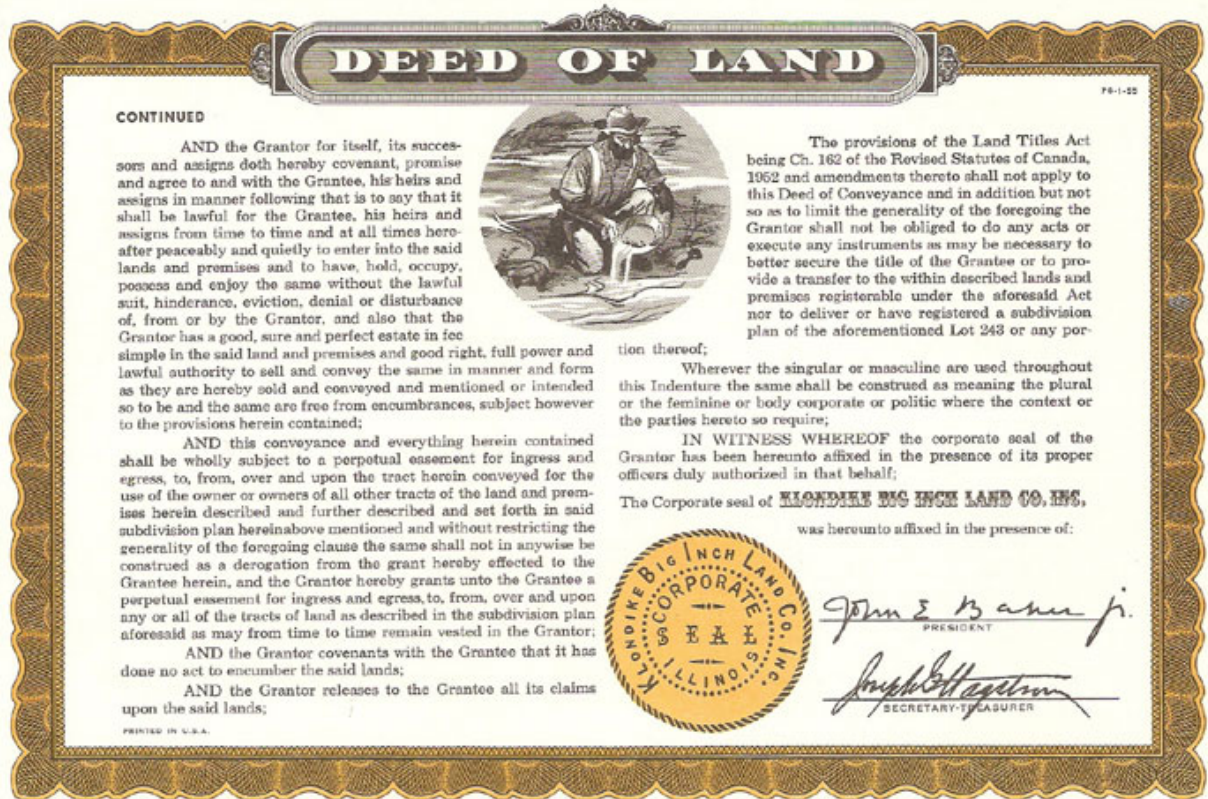 DEED OF LAND
P6-1-55
CONTINUED
AND the Grantor for itself, its succes-
sors and assigns doth hereby covenant, promise
and agree to and with the Grantee, his heirs and
assigns in manner following that is to say that it
shall be lawful for the Grantee, his heirs and
assigns from time to time and at all times here-
after peaceably and quietly to enter into the said
lands and premises and to have, hold, occupy,
possess and enjoy the same without the lawful
suit, hinderance, eviction, denial or disturbance
of, from or by the Grantor, and also that the
Grantor has a good, sure and perfect estate in fee
simple in the said land and premises and good right, full power and
lawful authority to sell and convey the same in manner and form
as they are hereby sold and conveyed and mentioned or intended
so to be and the same are free from encumbrances, subject however
to the provisions herein contained;
AND this conveyance and everything herein contained
shall be wholly subject to a perpetual easement for ingress and
egress, to, from, over and upon the tract herein conveyed for the
use of the owner or owners of all other tracts of the land and prem-
ises herein described and further described and set forth in said
subdivision plan hereinabove mentioned and without restricting the
generality of the foregoing clause the same shall not in anywise be
construed as a derogation from the grant hereby effected to the
Grantee herein, and the Grantor hereby grants unto the Grantee a
perpetual easement for ingress and egress, to, from, over and upon
any or all of the tracts of land as described in the subdivision plan
aforesaid as may from time to time remain vested in the Grantor;
AND the Grantor covenants with the Grantee that it has
done no act to encumber the said lands;
AND the Grantor releases to the Grantee all its claims
upon the said lands;
PRINTED IN U.S.A.
The provisions of the Land Titles Act
being Ch. 162 of the Revised Statutes of Canada,
1952 and amendments thereto shall not apply to
this Deed of Conveyance and in addition but not
so as to limit the generality of the foregoing the
Grantor shall not be obliged to do any acts or
execute any instruments as may be necessary to
better secure the title of the Grantee or to pro-
vide a transfer to the within described lands and
premises registerable under the aforesaid Act
nor to deliver or have registered a subdivision
plan of the aforementioned Lot 243 or any por-
tion thereof;
Wherever the singular or masculine are used throughout
this Indenture the same shall be construed as meaning the plural
or the feminine or body corporate or politic where the context or
the parties hereto so require;
IN WITNESS WHEREOF the corporate seal of the
Grantor has been hereunto affixed in the presence of its proper
officers duly authorized in that behalf;
The Corporate seal of KLONDIKE BIG INCH LAND CO. INC.
was hereunto affixed in the presence of:
KLONDIKE BIG INCH LAND CO. INC.
CORPORATE
SEAL
ILLINOIS
John E Baker jr.
PRESIDENT
Joseph G Hagstrom
SECRETARY-TREASURER